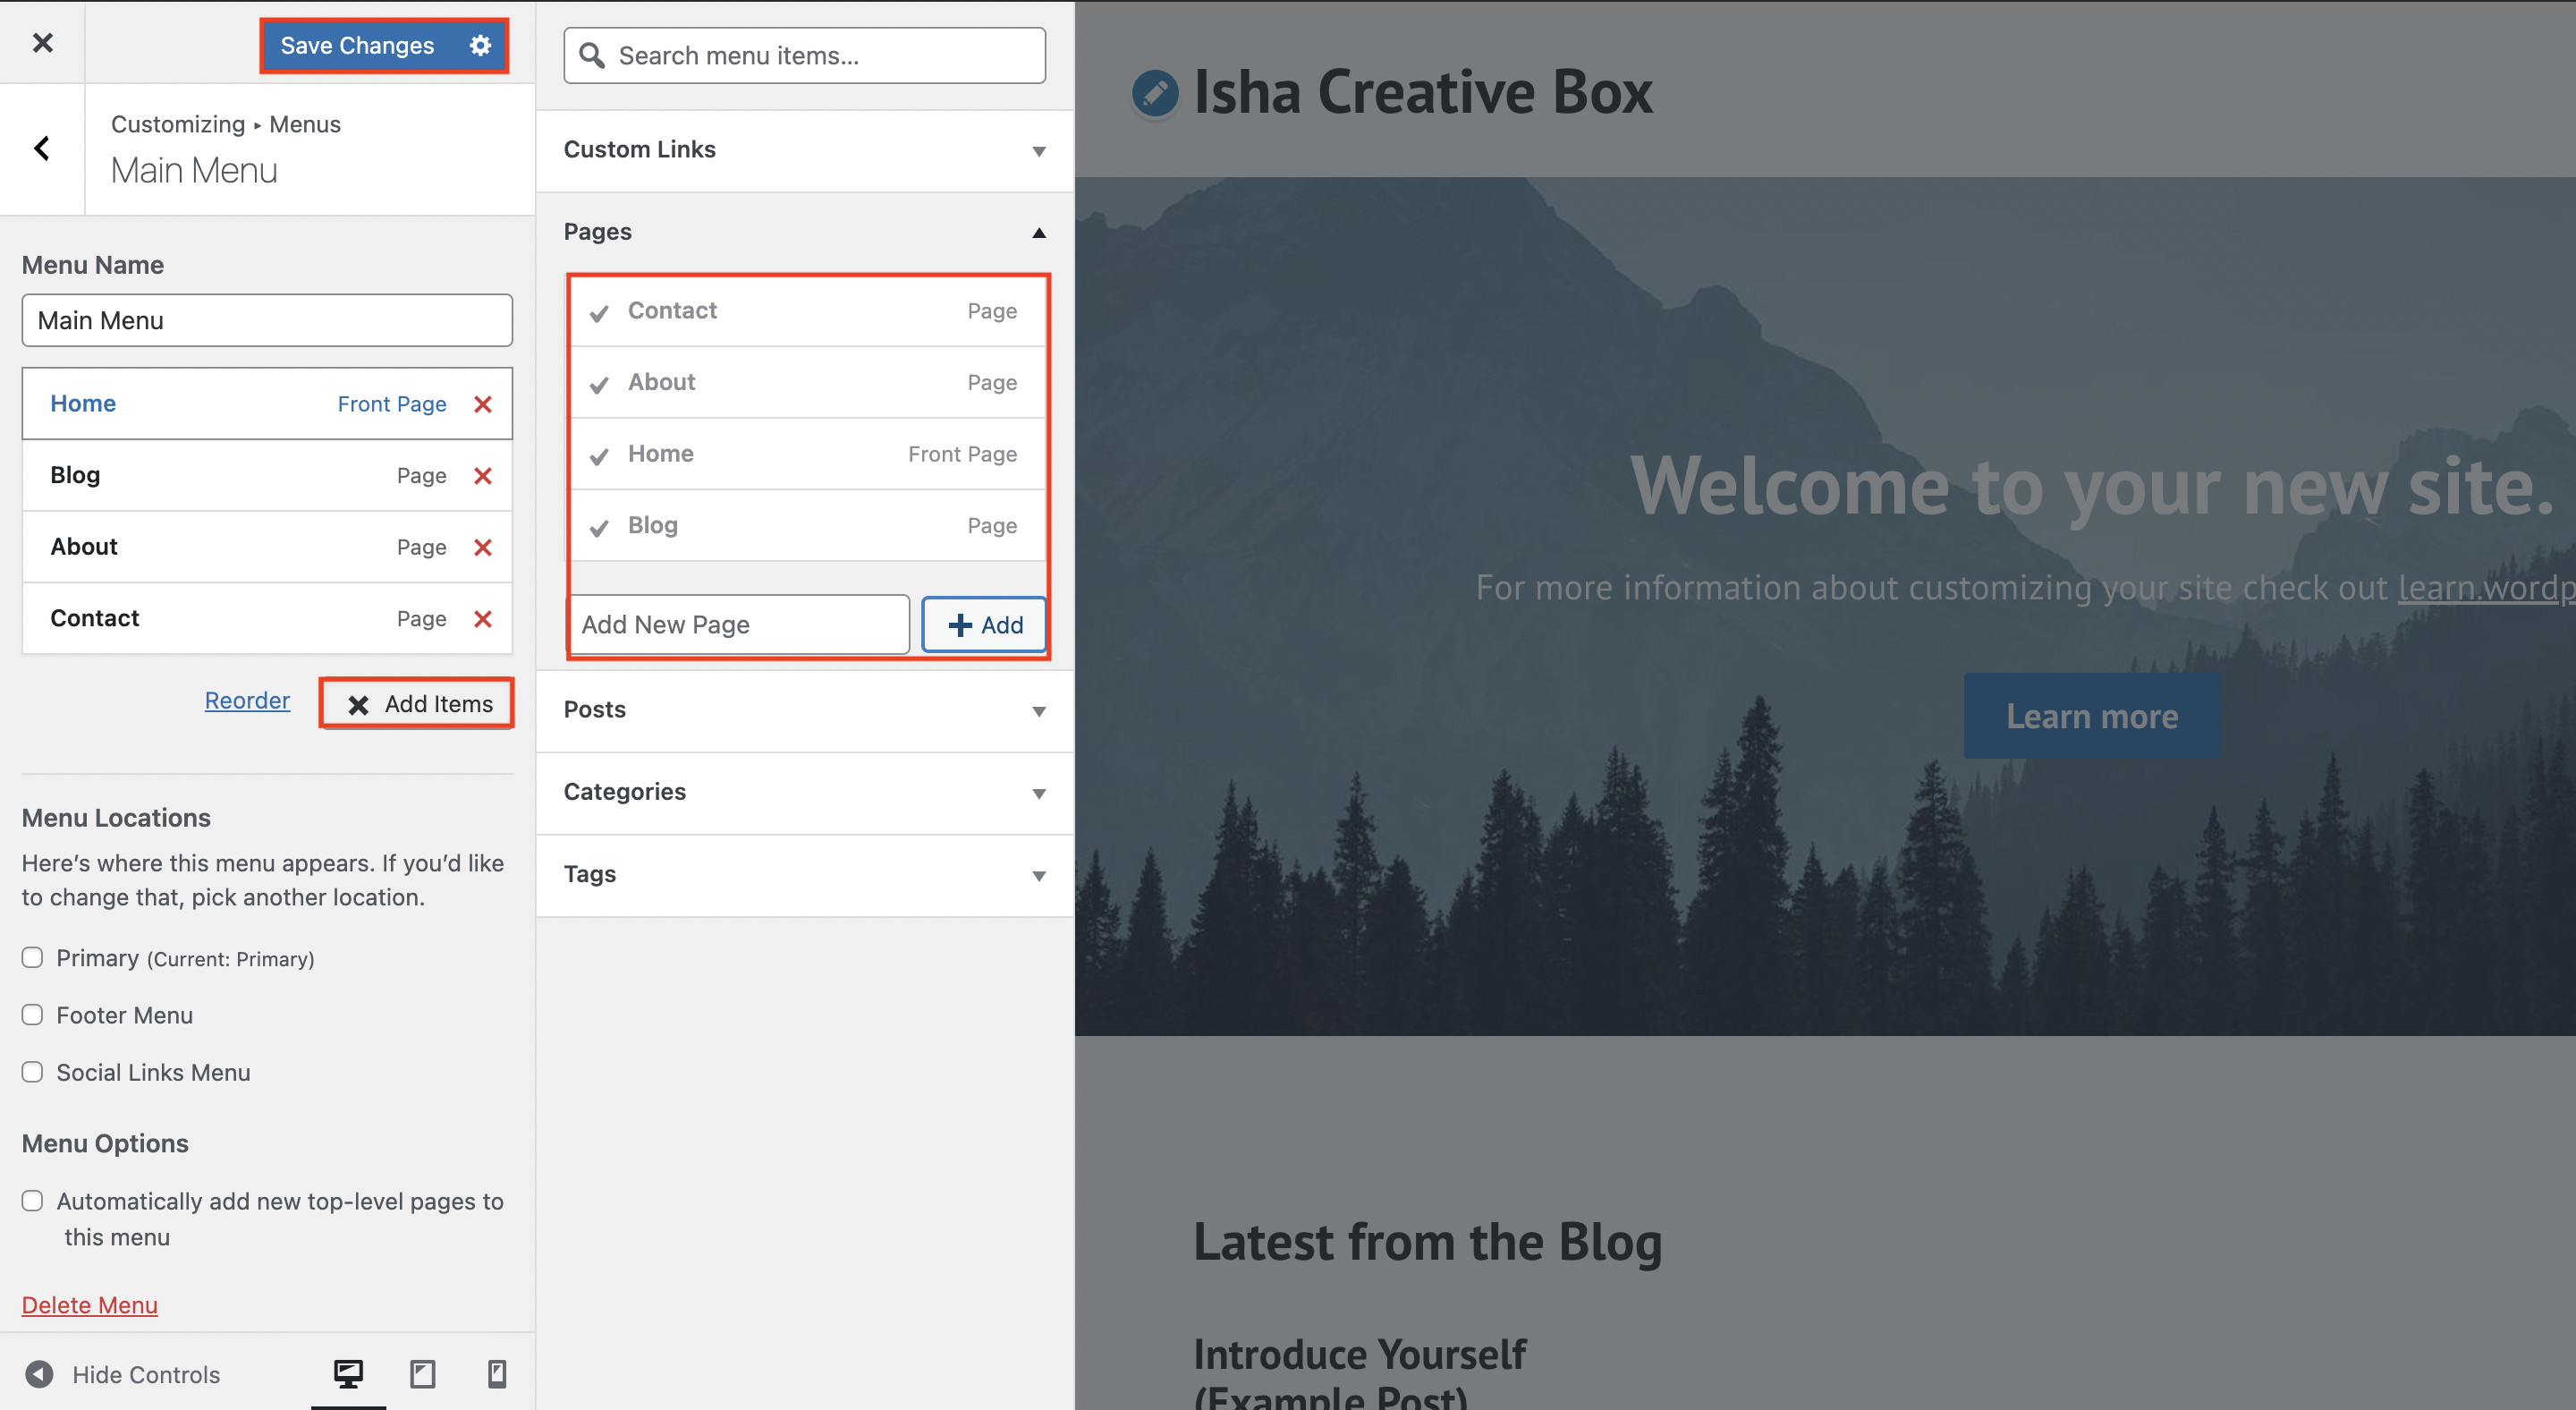 Save Changes
Customizing ▸ Menus
Main Menu
Menu Name
Main Menu
Home Front Page
Blog Page
About Page
Contact Page
Reorder Add Items
Menu Locations
Here’s where this menu appears. If you’d like
to change that, pick another location.
Primary (Current: Primary)
Footer Menu
Social Links Menu
Menu Options
Automatically add new top-level pages to
this menu
Delete Menu
Hide Controls
Search menu items...
Custom Links
Pages
Contact Page
About Page
Home Front Page
Blog Page
Add New Page Add
Posts
Categories
Tags
Isha Creative Box
Welcome to your new site.
For more information about customizing your site check out learn.wordp
Learn more
Latest from the Blog
Introduce Yourself
(Example Post)